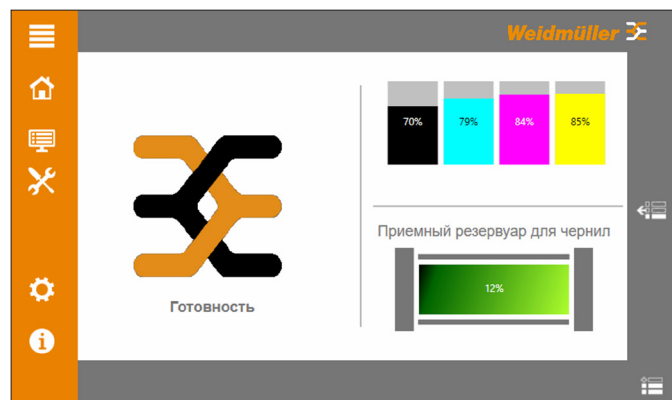 Weidmüller
70%
79%
84%
85%
Приемный резервуар для чернил
12%
Готовность